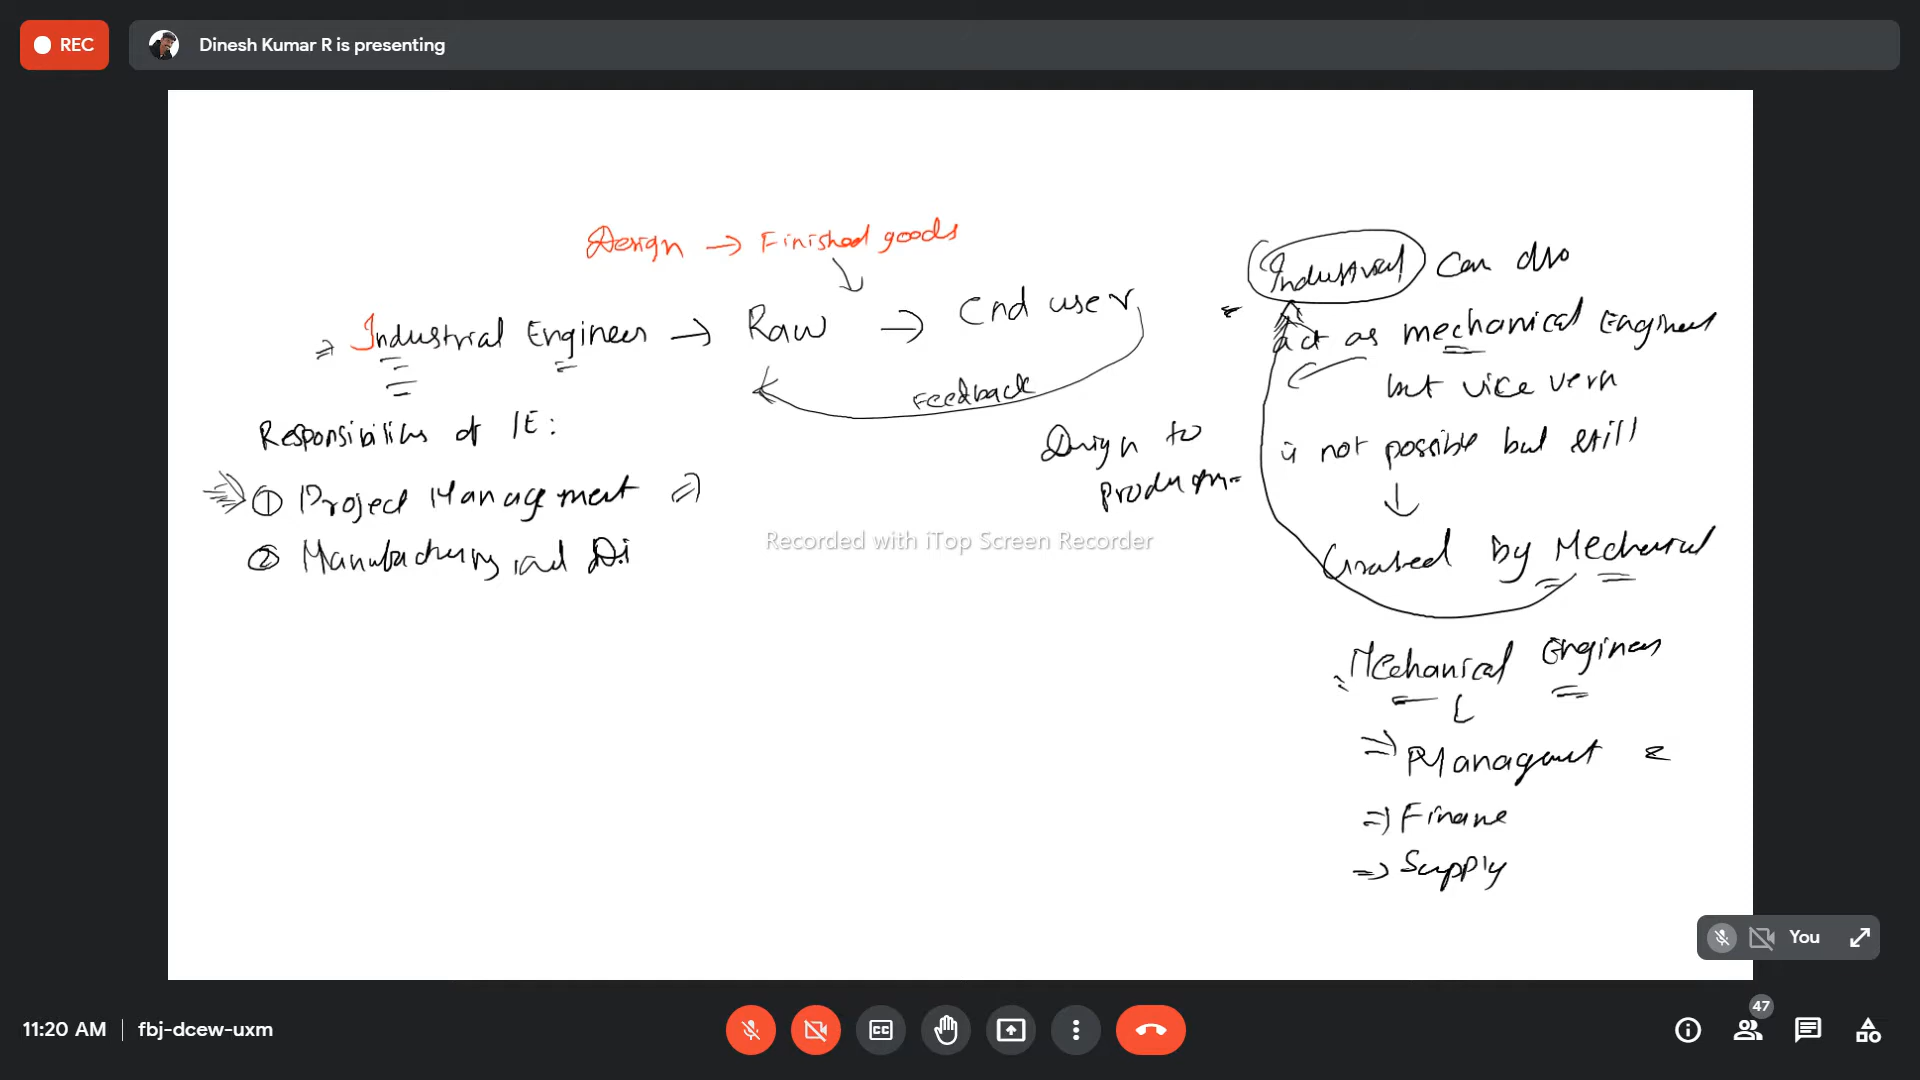 REC
Dinesh Kumar R is presenting
Design → Finished goods
⇒ Industrial Engineer → Raw → End user
Feedback
Responsibilities of IE:
① Project Management ⇒
② Manufacturing and Di
Design to
Production
Industrial can also
act as mechanical Engineer
but vice versa
is not possible but still
↓
by Mechanical
Mechanical Engineers
⇒ Management
⇒ Finance
⇒ Supply
Recorded with iTop Screen Recorder
You
11:20 AM | fbj-dcew-uxm
CC
47